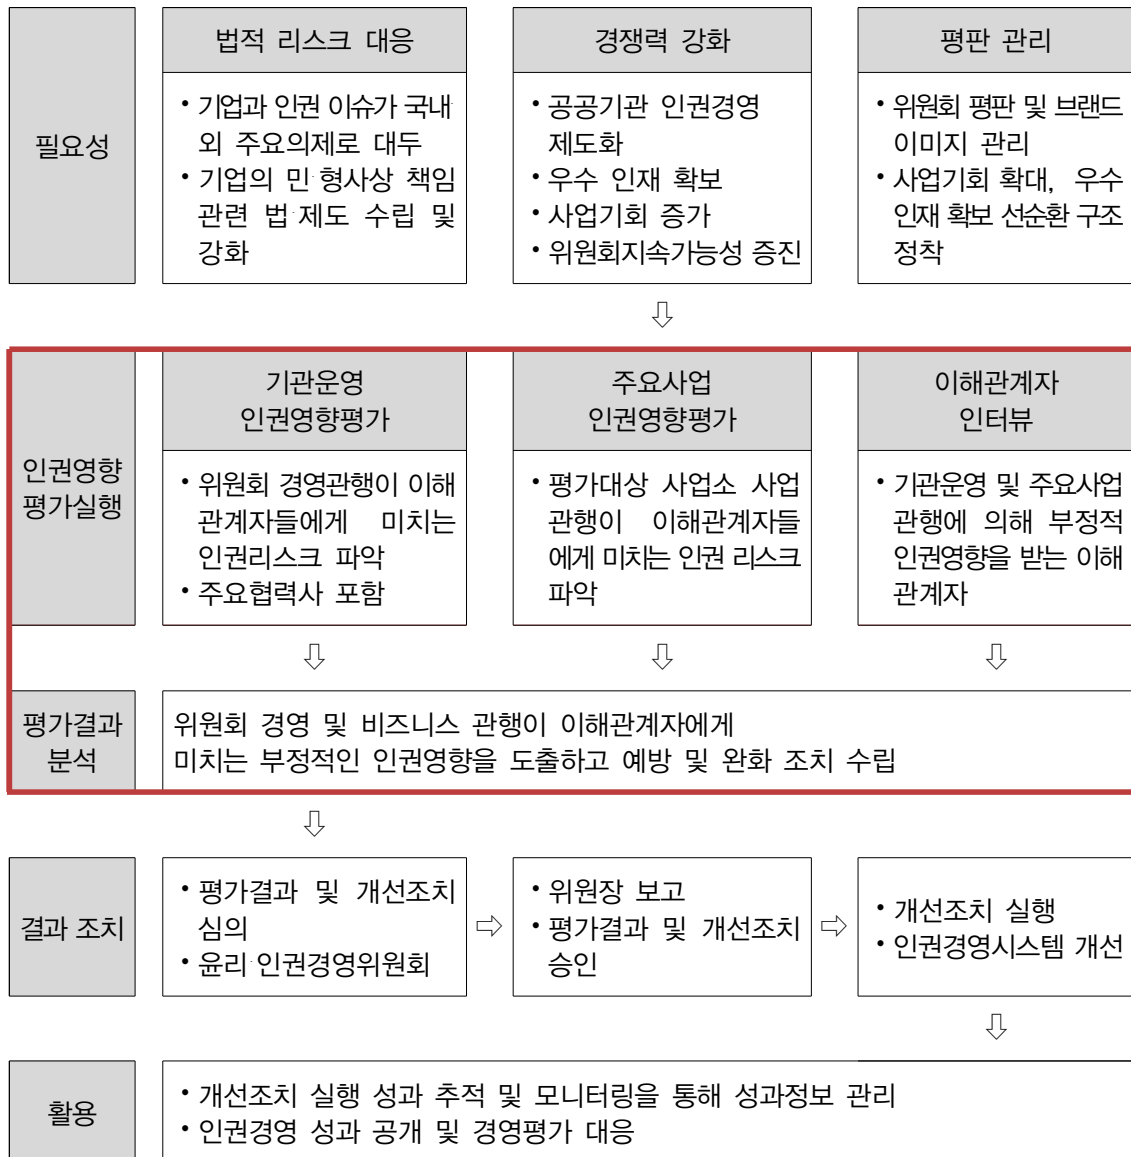 법적 리스크 대응
경쟁력 강화
평판 관리
필요성
• 기업과 인권 이슈가 국내·
외 주요의제로 대두
• 기업의 민·형사상 책임
관련 법·제도 수립 및
강화
• 공공기관 인권경영
제도화
• 우수 인재 확보
• 사업기회 증가
• 위원회지속가능성 증진
• 위원회 평판 및 브랜드
이미지 관리
• 사업기회 확대, 우수
인재 확보 선순환 구조
정착
⇩
인권영향
평가실행
기관운영
인권영향평가
주요사업
인권영향평가
이해관계자
인터뷰
• 위원회 경영관행이 이해
관계자들에게 미치는
인권리스크 파악
• 주요협력사 포함
• 평가대상 사업소 사업
관행이 이해관계자들
에게 미치는 인권 리스크
파악
• 기관운영 및 주요사업
관행에 의해 부정적
인권영향을 받는 이해
관계자
⇩ ⇩ ⇩
평가결과
분석
위원회 경영 및 비즈니스 관행이 이해관계자에게
미치는 부정적인 인권영향을 도출하고 예방 및 완화 조치 수립
⇩
결과 조치
• 평가결과 및 개선조치
심의
• 윤리·인권경영위원회
⇨
• 위원장 보고
• 평가결과 및 개선조치
승인
⇨
• 개선조치 실행
• 인권경영시스템 개선
⇩
활용
• 개선조치 실행 성과 추적 및 모니터링을 통해 성과정보 관리
• 인권경영 성과 공개 및 경영평가 대응